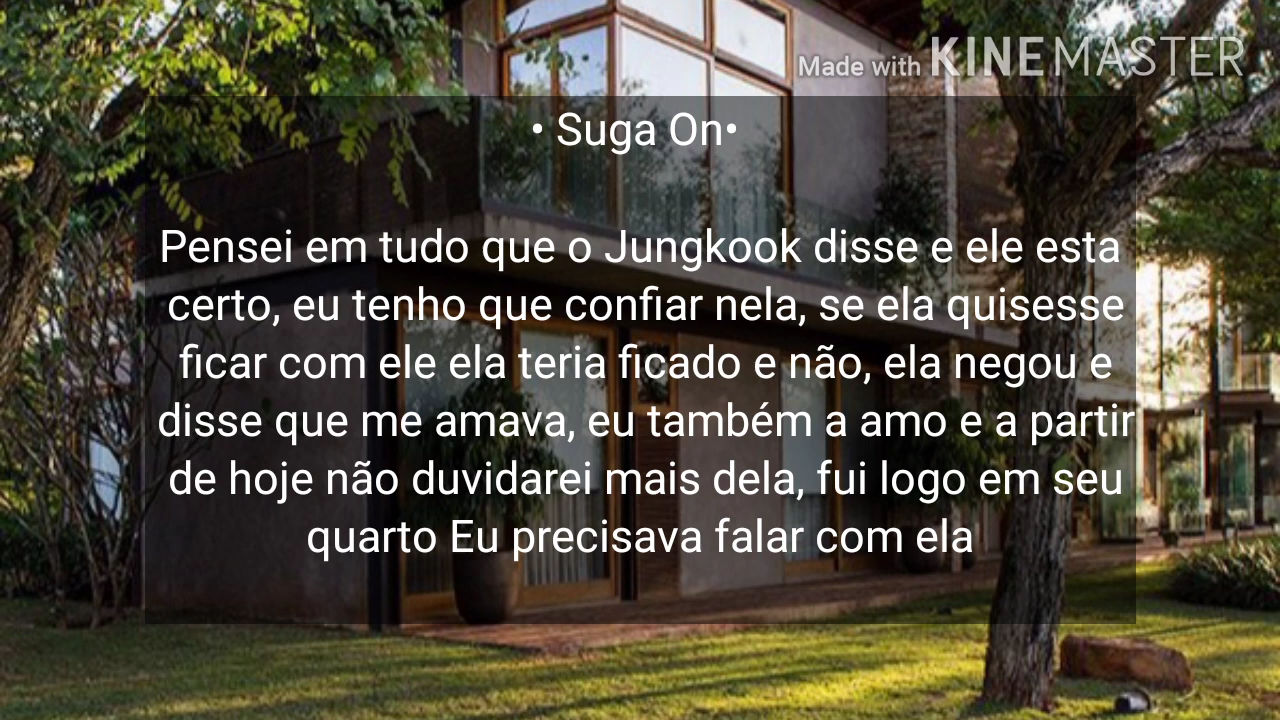 Made with KINEMASTER
• Suga On•
Pensei em tudo que o Jungkook disse e ele esta
certo, eu tenho que confiar nela, se ela quisesse
ficar com ele ela teria ficado e não, ela negou e
disse que me amava, eu também a amo e a partir
de hoje não duvidarei mais dela, fui logo em seu
quarto Eu precisava falar com ela